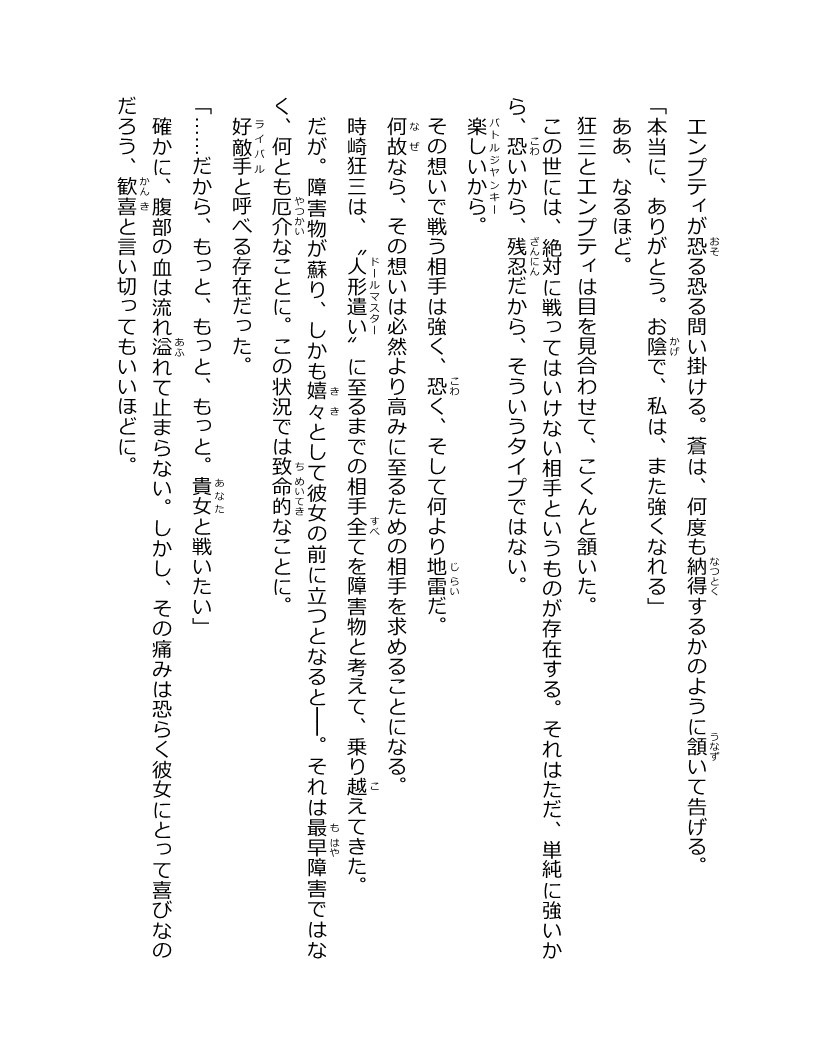 エンプティが恐る恐る問い掛ける。蒼は、何度も納得するかのように頷いて告げる。
「本当に、ありがとう。お陰で、私は、また強くなれる」
ああ、なるほど。
狂三とエンプティは目を見合わせて、こくんと頷いた。
この世には、絶対に戦ってはいけない相手というものが存在する。それはただ、単純に強いか
ら、恐いから、残忍だから、そういうタイプではない。
楽しいから。
その想いで戦う相手は強く、恐く、そして何より地雷だ。
何故なら、その想いは必然より高みに至るための相手を求めることになる。
時崎狂三は、〝人形遣い〟に至るまでの相手全てを障害物と考えて、乗り越えてきた。
だが。障害物が蘇り、しかも嬉々として彼女の前に立つとなると──。それは最早障害ではな
く、何とも厄介なことに。この状況では致命的なことに。
好敵手と呼べる存在だった。
「……だから、もっと、もっと、もっと。貴女と戦いたい」
確かに、腹部の血は流れ溢れて止まらない。しかし、その痛みは恐らく彼女にとって喜びなの
だろう、歓喜と言い切ってもいいほどに。